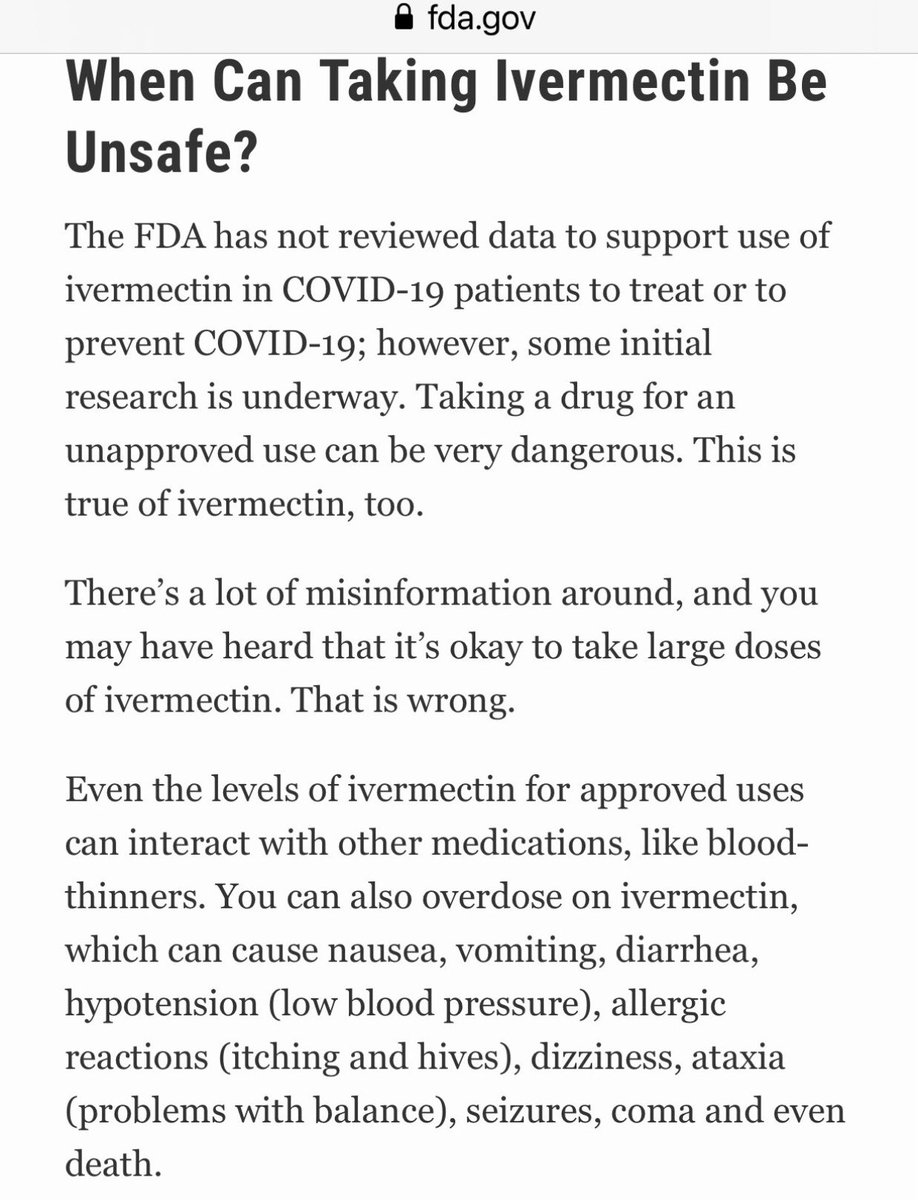 fda.gov
When Can Taking Ivermectin Be
Unsafe?
The FDA has not reviewed data to support use of
ivermectin in COVID-19 patients to treat or to
prevent COVID-19; however, some initial
research is underway. Taking a drug for an
unapproved use can be very dangerous. This is
true of ivermectin, too.
There’s a lot of misinformation around, and you
may have heard that it’s okay to take large doses
of ivermectin. That is wrong.
Even the levels of ivermectin for approved uses
can interact with other medications, like blood-
thinners. You can also overdose on ivermectin,
which can cause nausea, vomiting, diarrhea,
hypotension (low blood pressure), allergic
reactions (itching and hives), dizziness, ataxia
(problems with balance), seizures, coma and even
death.